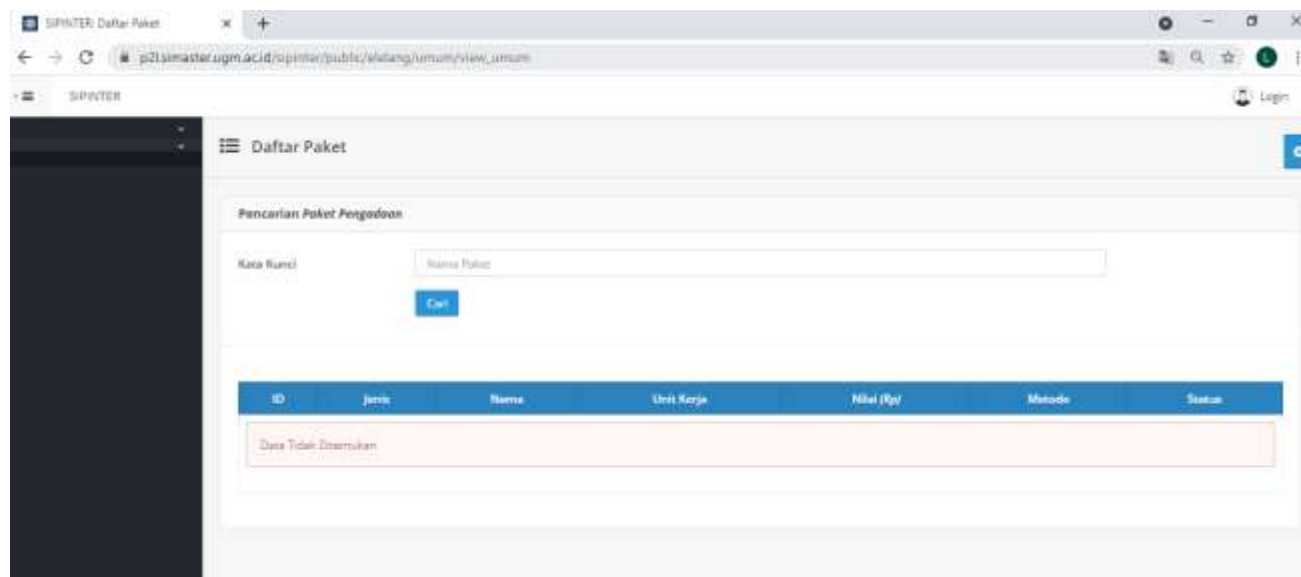 SIPINTER: Daftar Paket
p2l.simaster.ugm.ac.id/sipinter/public/elelang/umum/view_umum
L
SIPINTER
Login
Daftar Paket
Pencarian Paket Pengadaan
Kata Kunci
Nama Paket
Cari
ID Jenis Nama Unit Kerja Nilai (Rp) Metode Status
Data Tidak Ditemukan